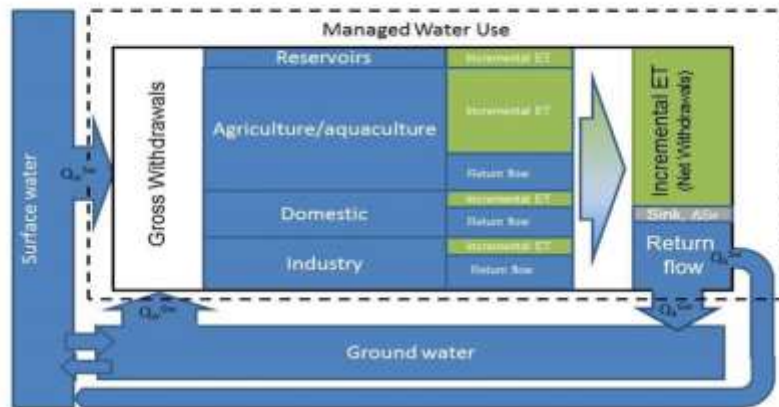 Managed Water Use
Surface water
Gross Withdrawals
Reservoirs
Incremental ET
Agriculture/aquaculture
Incremental ET
Return flow
Domestic
Incremental ET
Return flow
Industry
Incremental ET
Return flow
Incremental ET
(Net Withdrawals)
Sink,
Return
flow
Ground water